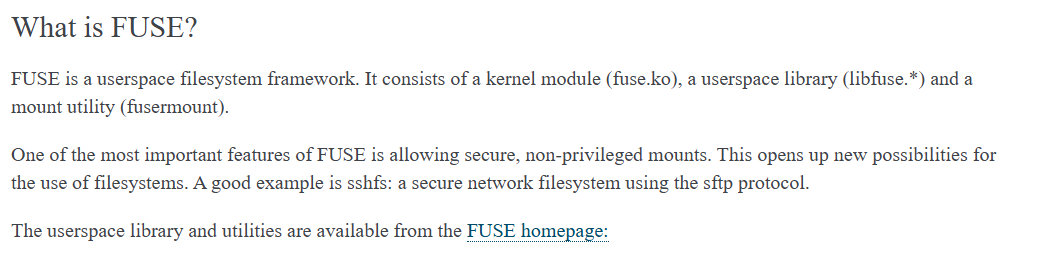 What is FUSE?
FUSE is a userspace filesystem framework. It consists of a kernel module (fuse.ko), a userspace library (libfuse.*) and a
mount utility (fusermount).
One of the most important features of FUSE is allowing secure, non-privileged mounts. This opens up new possibilities for
the use of filesystems. A good example is sshfs: a secure network filesystem using the sftp protocol.
The userspace library and utilities are available from the FUSE homepage: